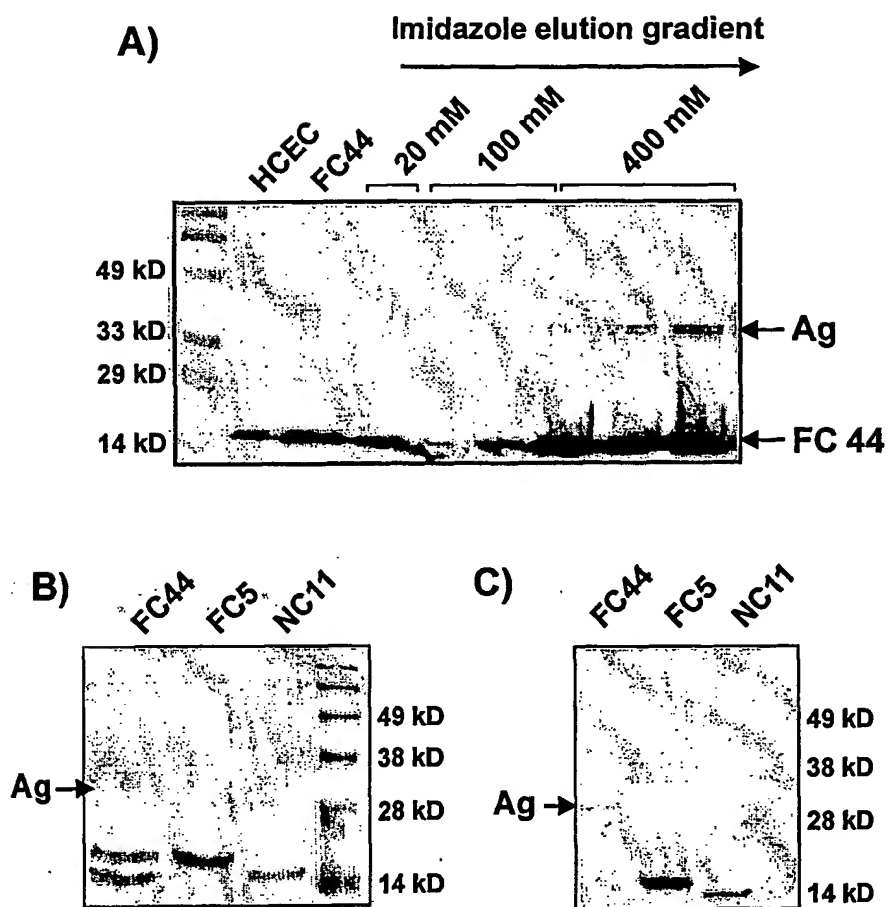 A)
Imidazole elution gradient
HCEC
FC44
20 mM
100 mM
400 mM
49 kD
33 kD
29 kD
14 kD
Ag
FC 44
B)
FC44
FC5
NC11
49 kD
38 kD
28 kD
14 kD
Ag
C)
FC44
FC5
NC11
49 kD
38 kD
28 kD
14 kD
Ag